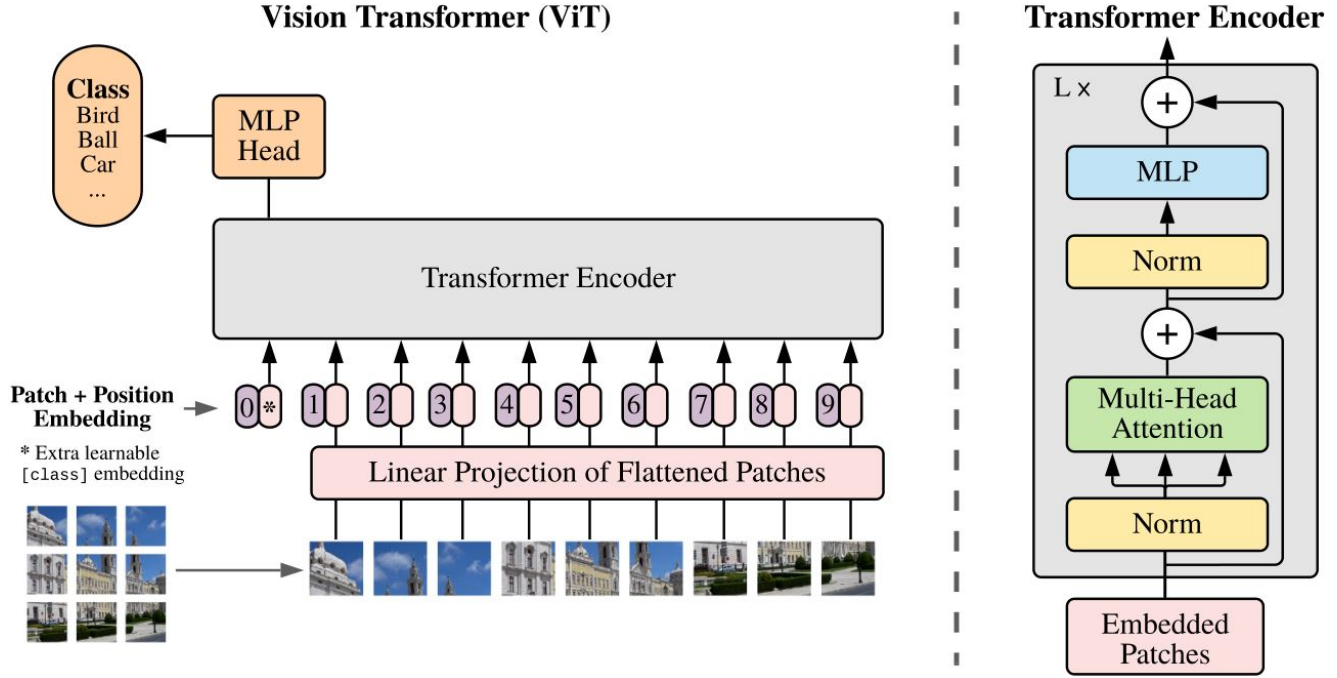 Vision Transformer (ViT)
Class
Bird
Ball
Car
...
MLP
Head
Transformer Encoder
Patch + Position
Embedding
* Extra learnable
[class] embedding
0 * 1 2 3 4 5 6 7 8 9
Linear Projection of Flattened Patches
Transformer Encoder
L ×
+
MLP
Norm
+
Multi-Head
Attention
Norm
Embedded
Patches